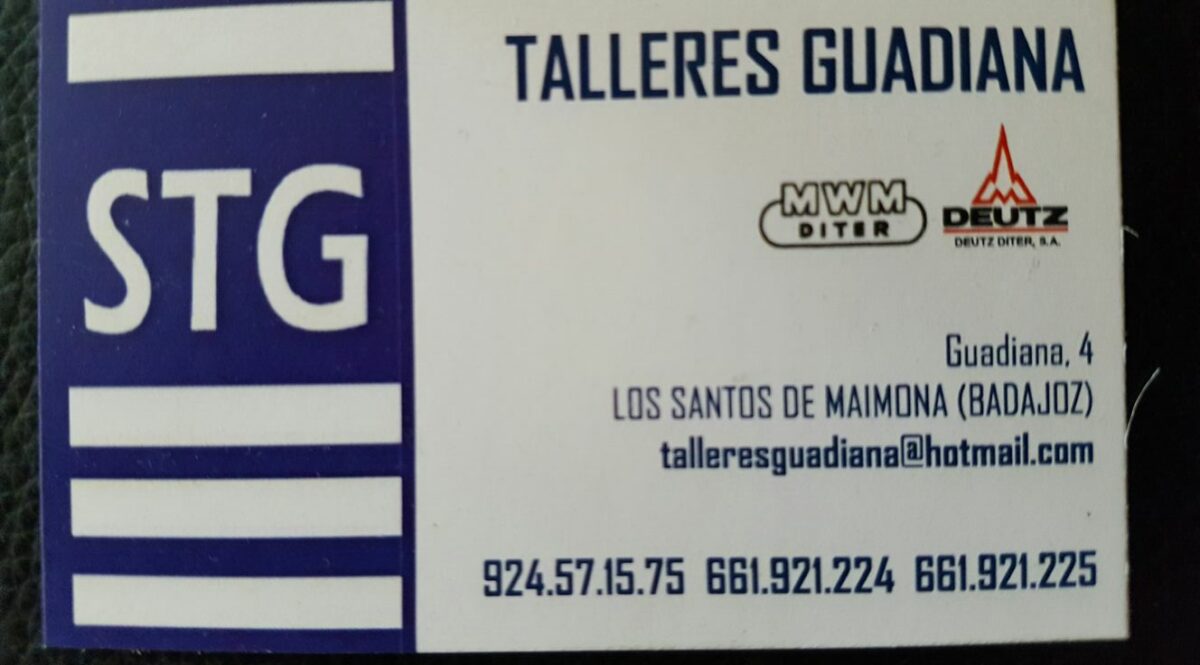 STG
TALLERES GUADIANA
MWM
DITER
DEUTZ
DEUTZ DITER, S.A.
Guadiana, 4
LOS SANTOS DE MAIMONA (BADAJOZ)
talleresguadiana@hotmail.com
924.57.15.75 661.921.224 661.921.225